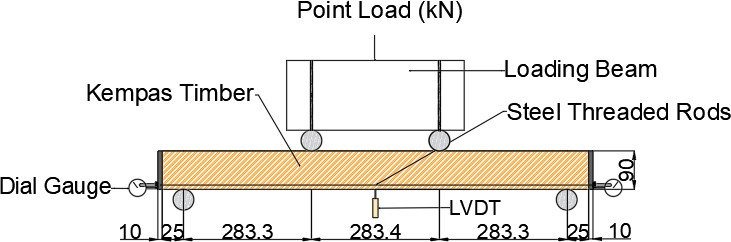 Point Load (kN)
Loading Beam
Kempas Timber
Steel Threaded Rods
90
Dial Gauge
LVDT
10 25 283.3 283.4 283.3 25 10